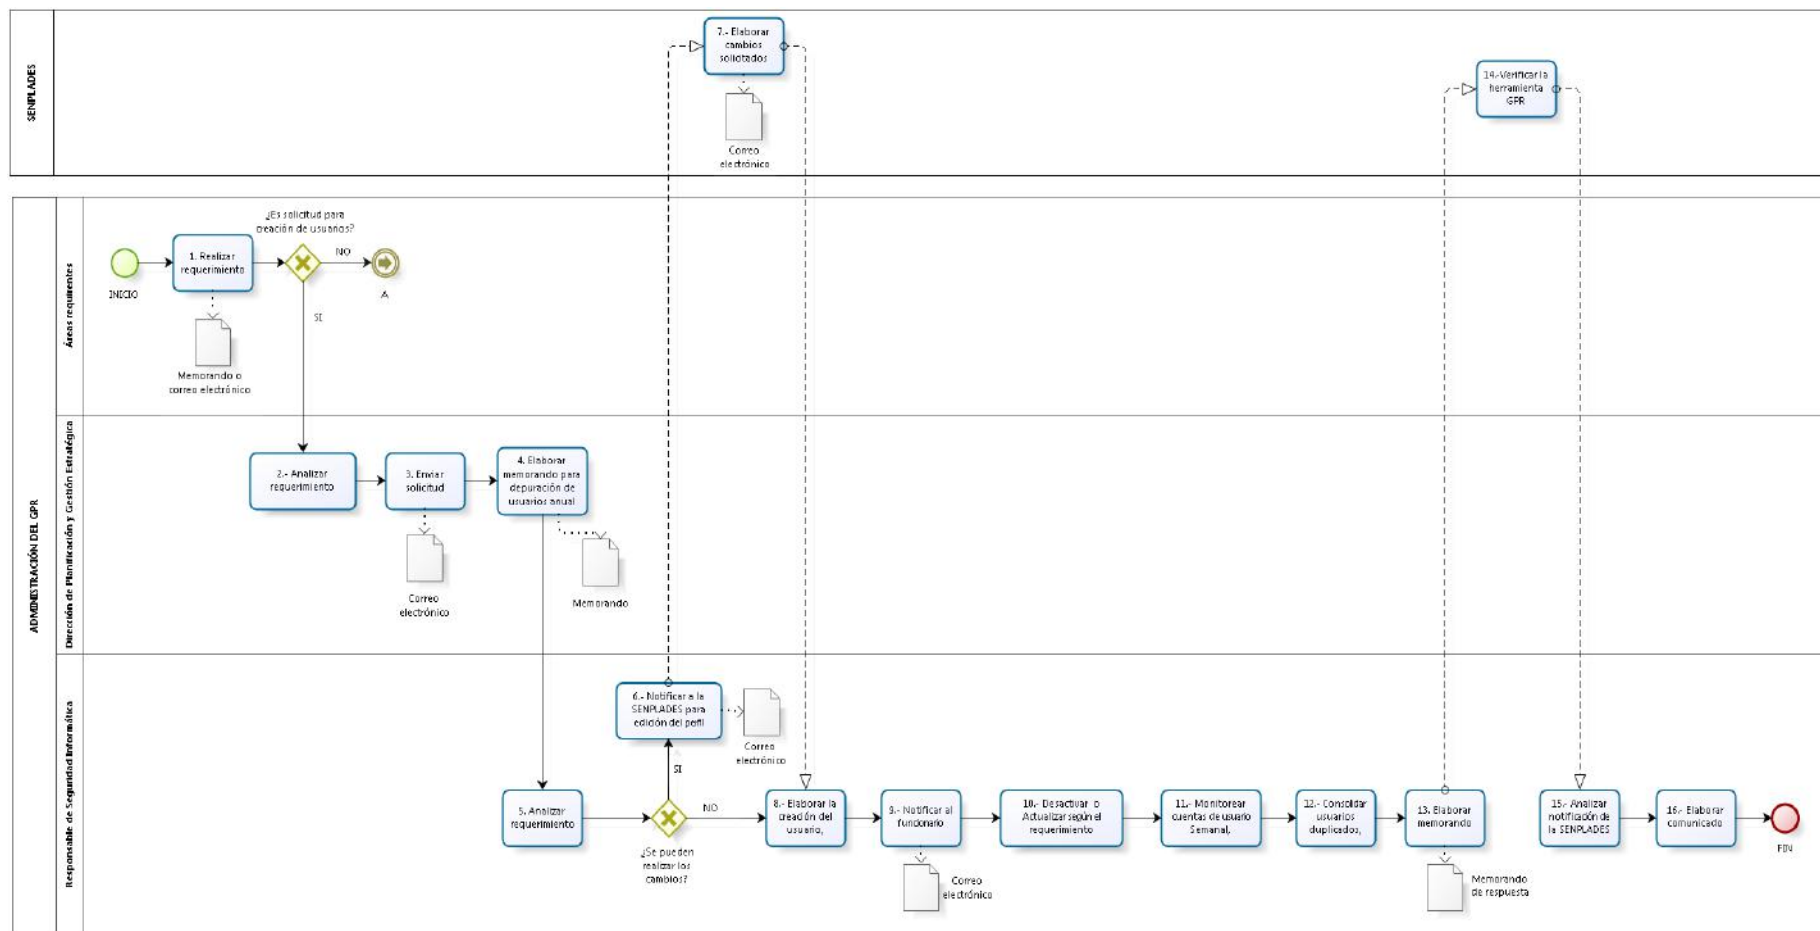 SENPLADES
7.- Elaborar
cambios
solicitados
Correo
electrónico
14.-Verificar la
herramienta
GPR
ADMINISTRACIÓN DEL GPR
Áreas requirentes
INICIO
1. Realizar
requerimiento
Memorando o
correo electrónico
¿Es solicitud para
creación de usuarios?
NO
A
SI
Dirección de Planificación y Gestión Estratégica
2.- Analizar
requerimiento
3. Enviar
solicitud
Correo
electrónico
4. Elaborar
memorando para
depuración de
usuarios anual
Memorando
Responsable de Seguridad Informática
5. Analizar
requerimiento
¿Se pueden
realizar los
cambios?
SI
NO
6.- Notificar a la
SENPLADES para
edición del perfil
Correo
electrónico
8.- Elaborar la
creación del
usuario,
9.- Notificar al
funcionario
Correo
electrónico
10.- Desactivar o
Actualizar según el
requerimiento
11.- Monitorear
cuentas de usuario
Semanal,
12.- Consolidar
usuarios
duplicados,
13. Elaborar
memorando
Memorando
de respuesta
15.- Analizar
notificación de
la SENPLADES
16.- Elaborar
comunicado
FIN